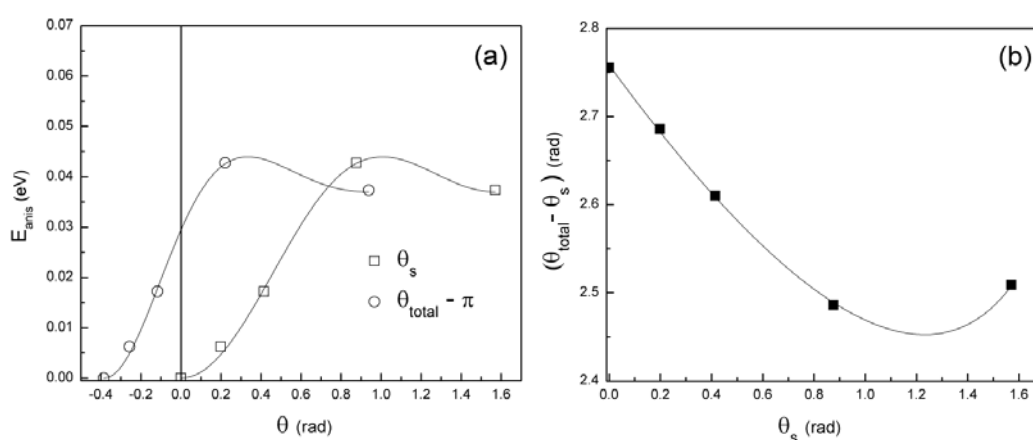 (a)
0.07
0.06
0.05
0.04
0.03
0.02
0.01
0.00
E_anis (eV)
θ_s
θ_total - π
-0.4 -0.2 0.0 0.2 0.4 0.6 0.8 1.0 1.2 1.4 1.6
θ (rad)
(b)
2.8
2.7
2.6
2.5
2.4
(θ_total - θ_s) (rad)
0.0 0.2 0.4 0.6 0.8 1.0 1.2 1.4 1.6
θ_s (rad)